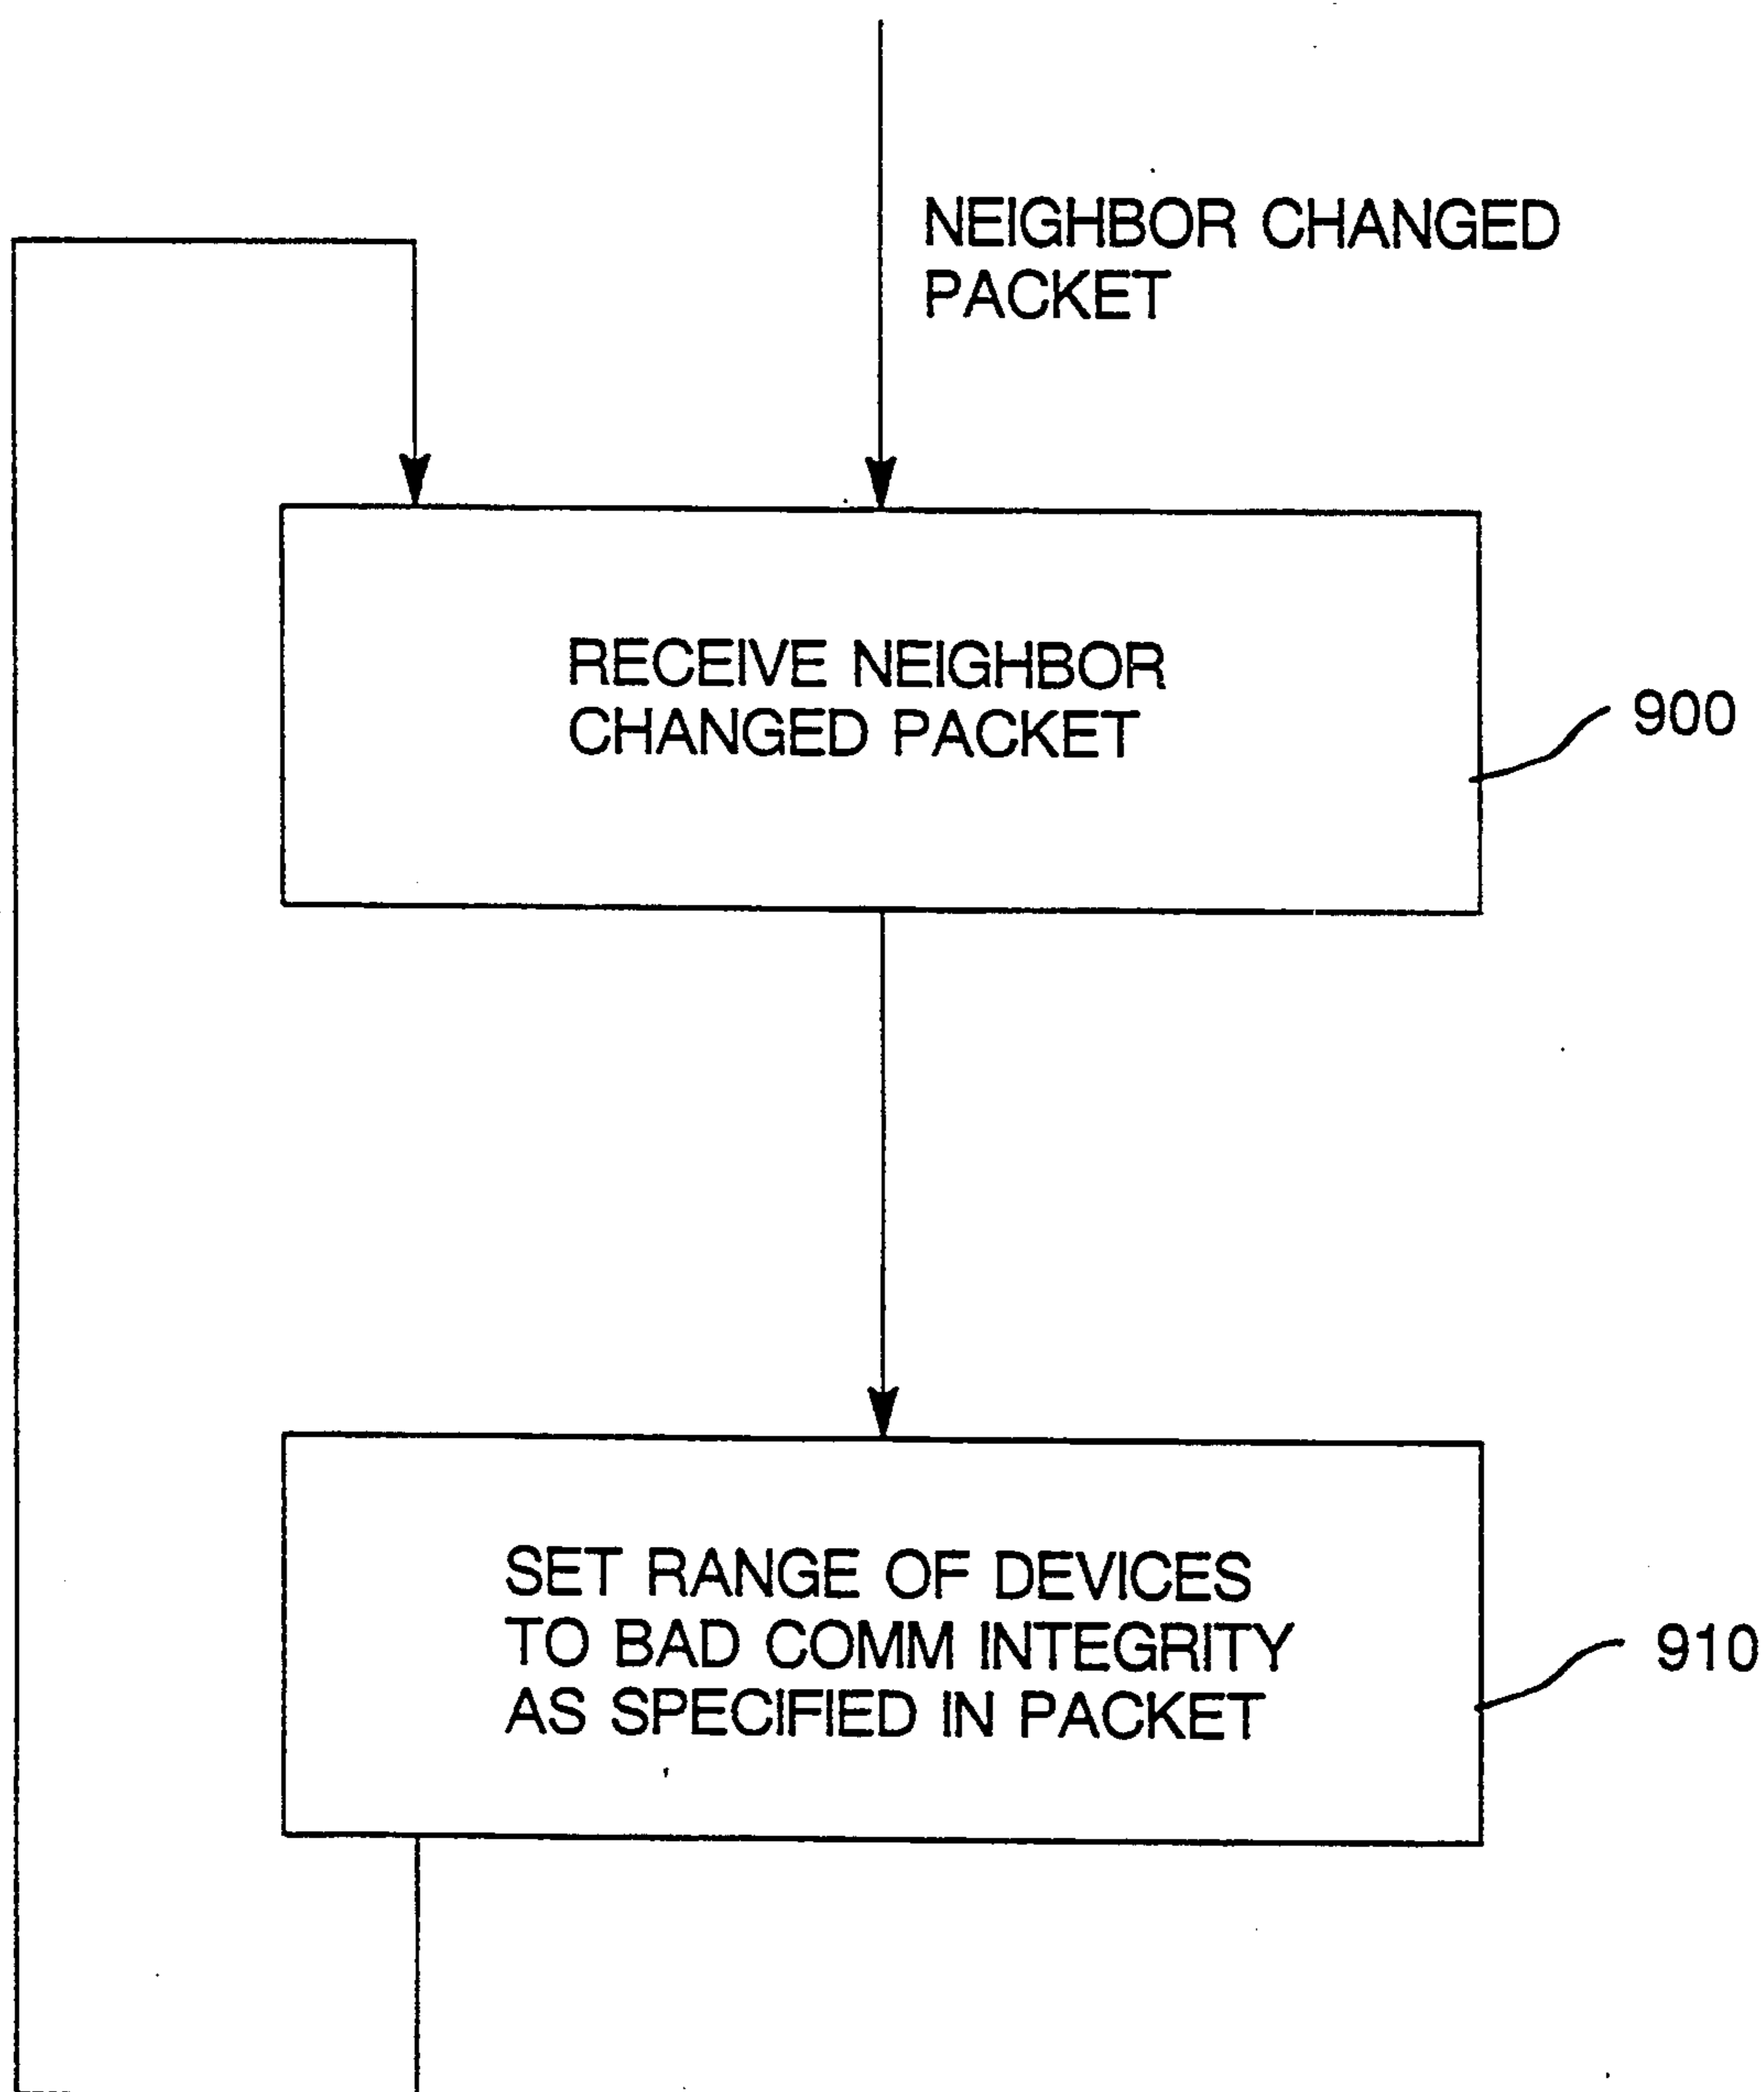 NEIGHBOR CHANGED
PACKET
RECEIVE NEIGHBOR
CHANGED PACKET
900
SET RANGE OF DEVICES
TO BAD COMM INTEGRITY
AS SPECIFIED IN PACKET
910